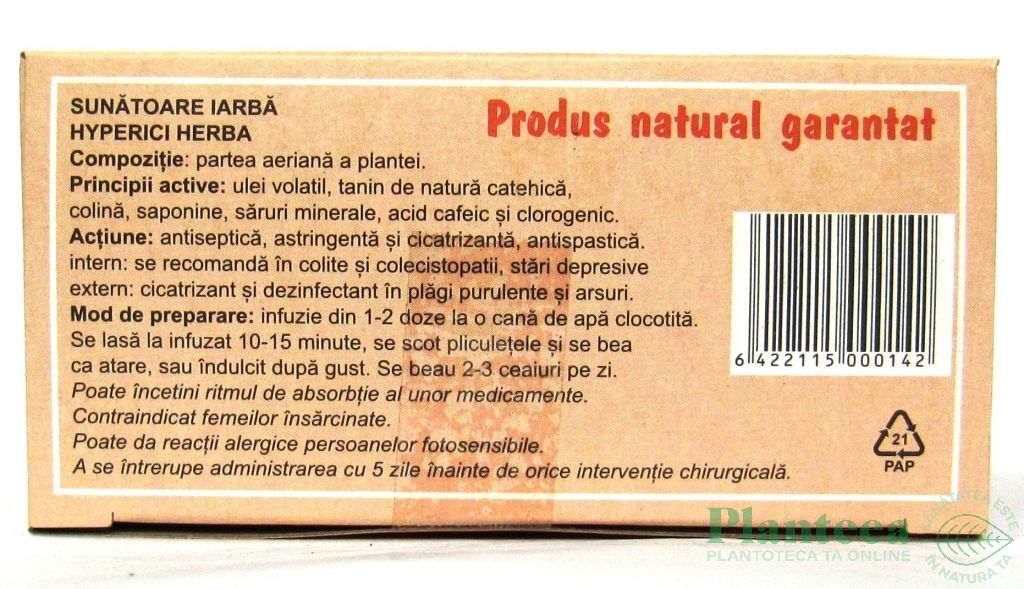 SUNĂTOARE IARBĂ
HYPERICI HERBA
Produs natural garantat
Compoziție: partea aeriană a plantei.
Principii active: ulei volatil, tanin de natură catehică,
colină, saponine, săruri minerale, acid cafeic și clorogenic.
Acțiune: antiseptică, astringentă și cicatrizantă, antispastică.
intern: se recomandă în colite și colecistopatii, stări depresive
extern: cicatrizant și dezinfectant în plăgi purulente și arsuri.
Mod de preparare: infuzie din 1-2 doze la o cană de apă clocotită.
Se lasă la infuzat 10-15 minute, se scot pliculețele și se bea
ca atare, sau îndulcit după gust. Se beau 2-3 ceaiuri pe zi.
Poate încetini ritmul de absorbție al unor medicamente.
Contraindicat femeilor însărcinate.
Poate da reacții alergice persoanelor fotosensibile.
A se întrerupe administrarea cu 5 zile înainte de orice intervenție chirurgicală.
6 422115 000142
21
PAP
Planteea
PLANTOTECA TA ONLINE
SĂNĂTATEA ESTE
ÎN NATURA TA